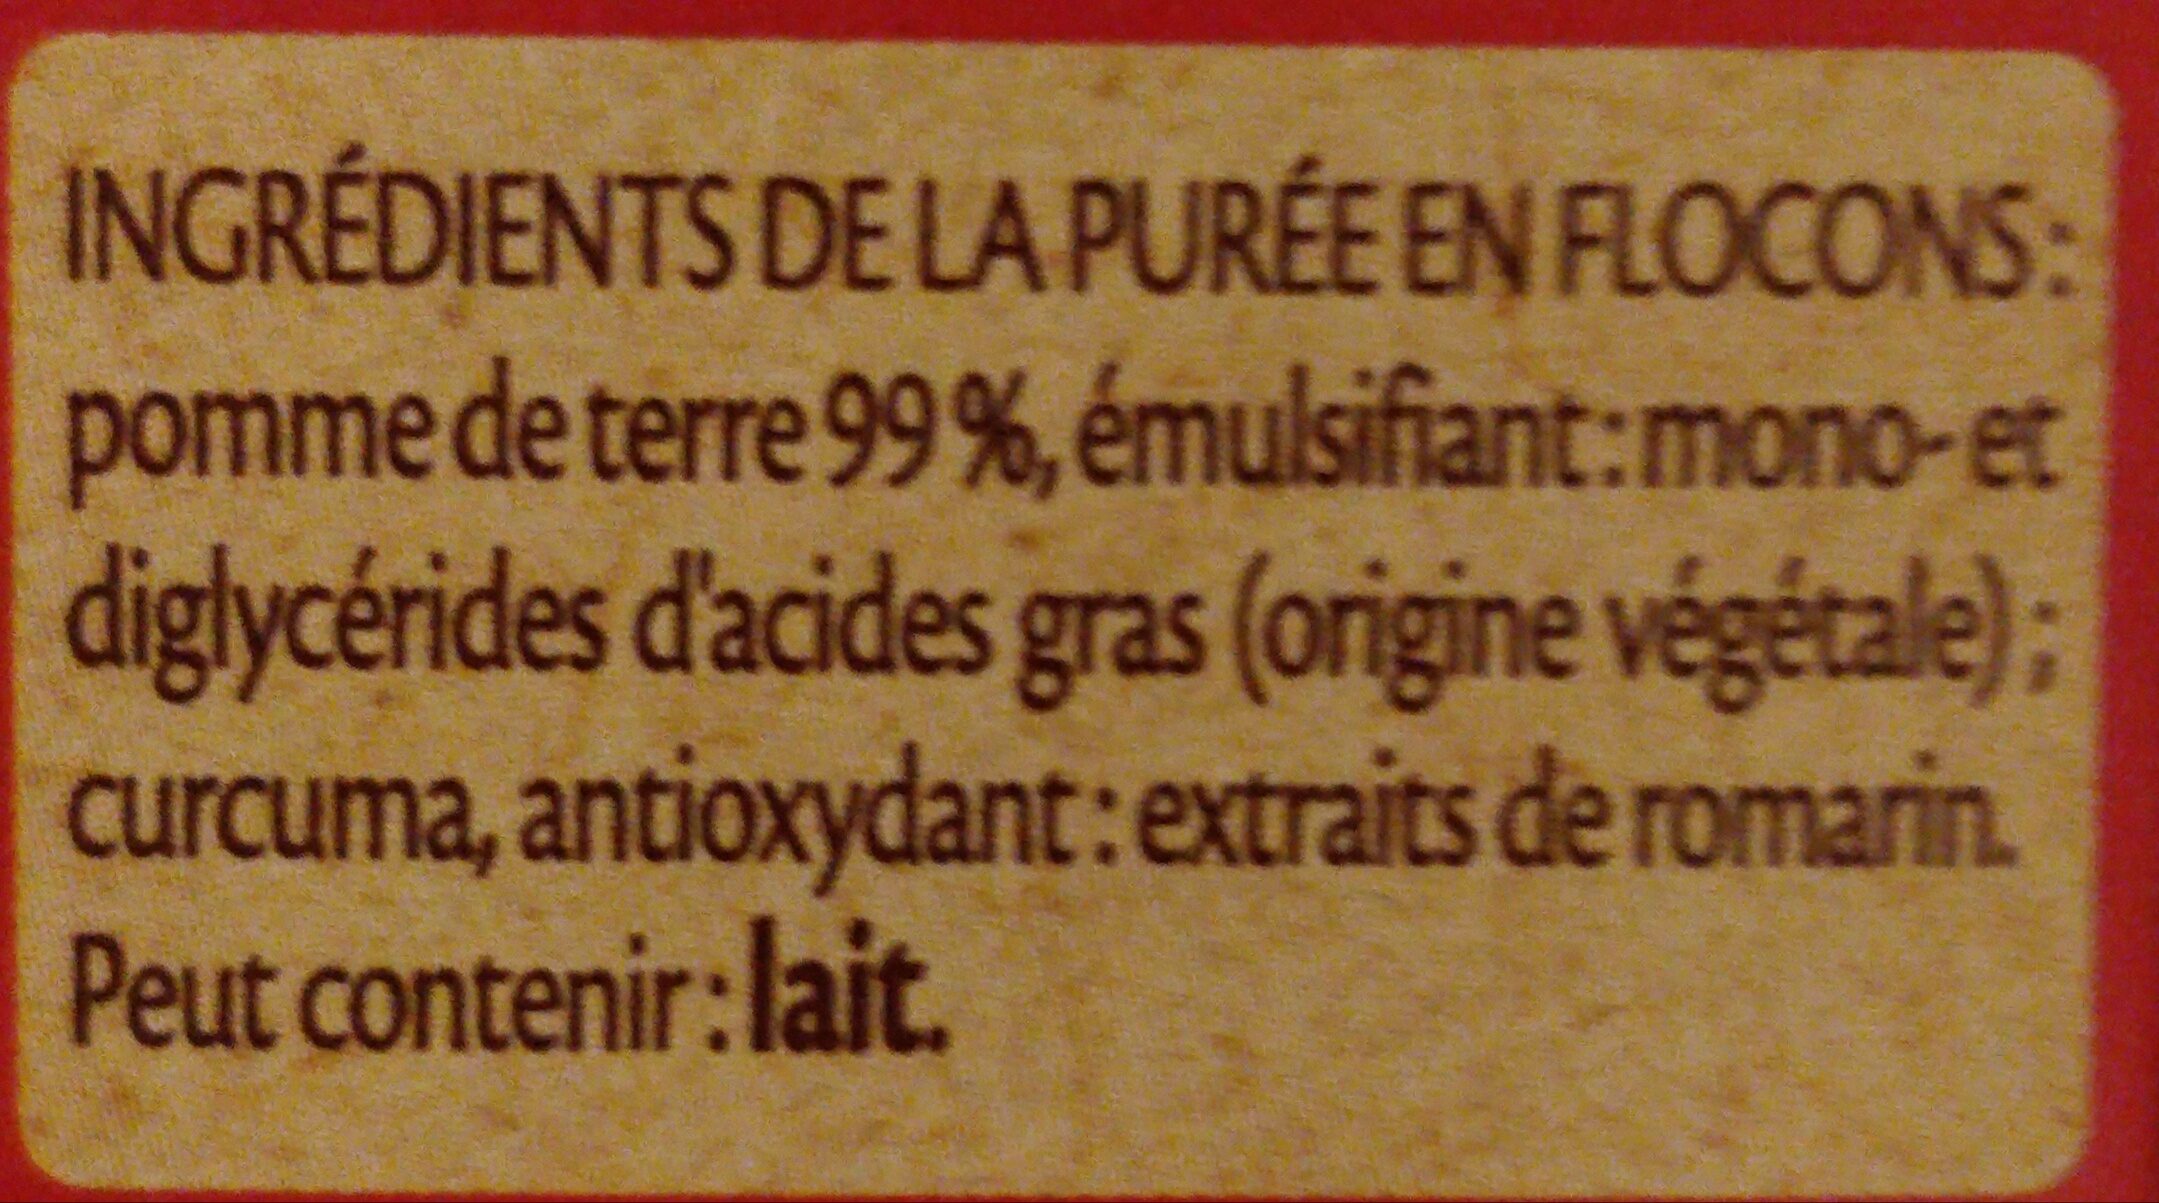 INGRÉDIENTS DE LA PURÉE EN FLOCONS :
pomme de terre 99 %, émulsifiant : mono- et
diglycérides d'acides gras (origine végétale) ;
curcuma, antioxydant : extraits de romarin.
Peut contenir : lait.